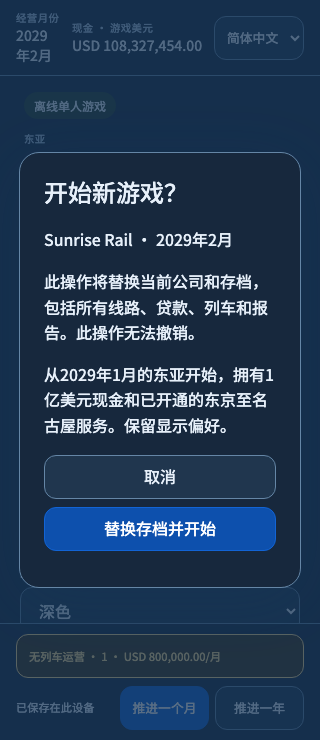 经营月份
2029
年2月
现金 · 游戏美元
USD 108,327,454.00
简体中文
离线单人游戏
东亚
开始新游戏？
Sunrise Rail · 2029年2月
此操作将替换当前公司和存档，
包括所有线路、贷款、列车和报
告。此操作无法撤销。
从2029年1月的东亚开始，拥有1
亿美元现金和已开通的东京至名
古屋服务。保留显示偏好。
取消
替换存档并开始
深色
无列车运营 · 1 · USD 800,000.00/月
已保存在此设备
推进一个月
推进一年